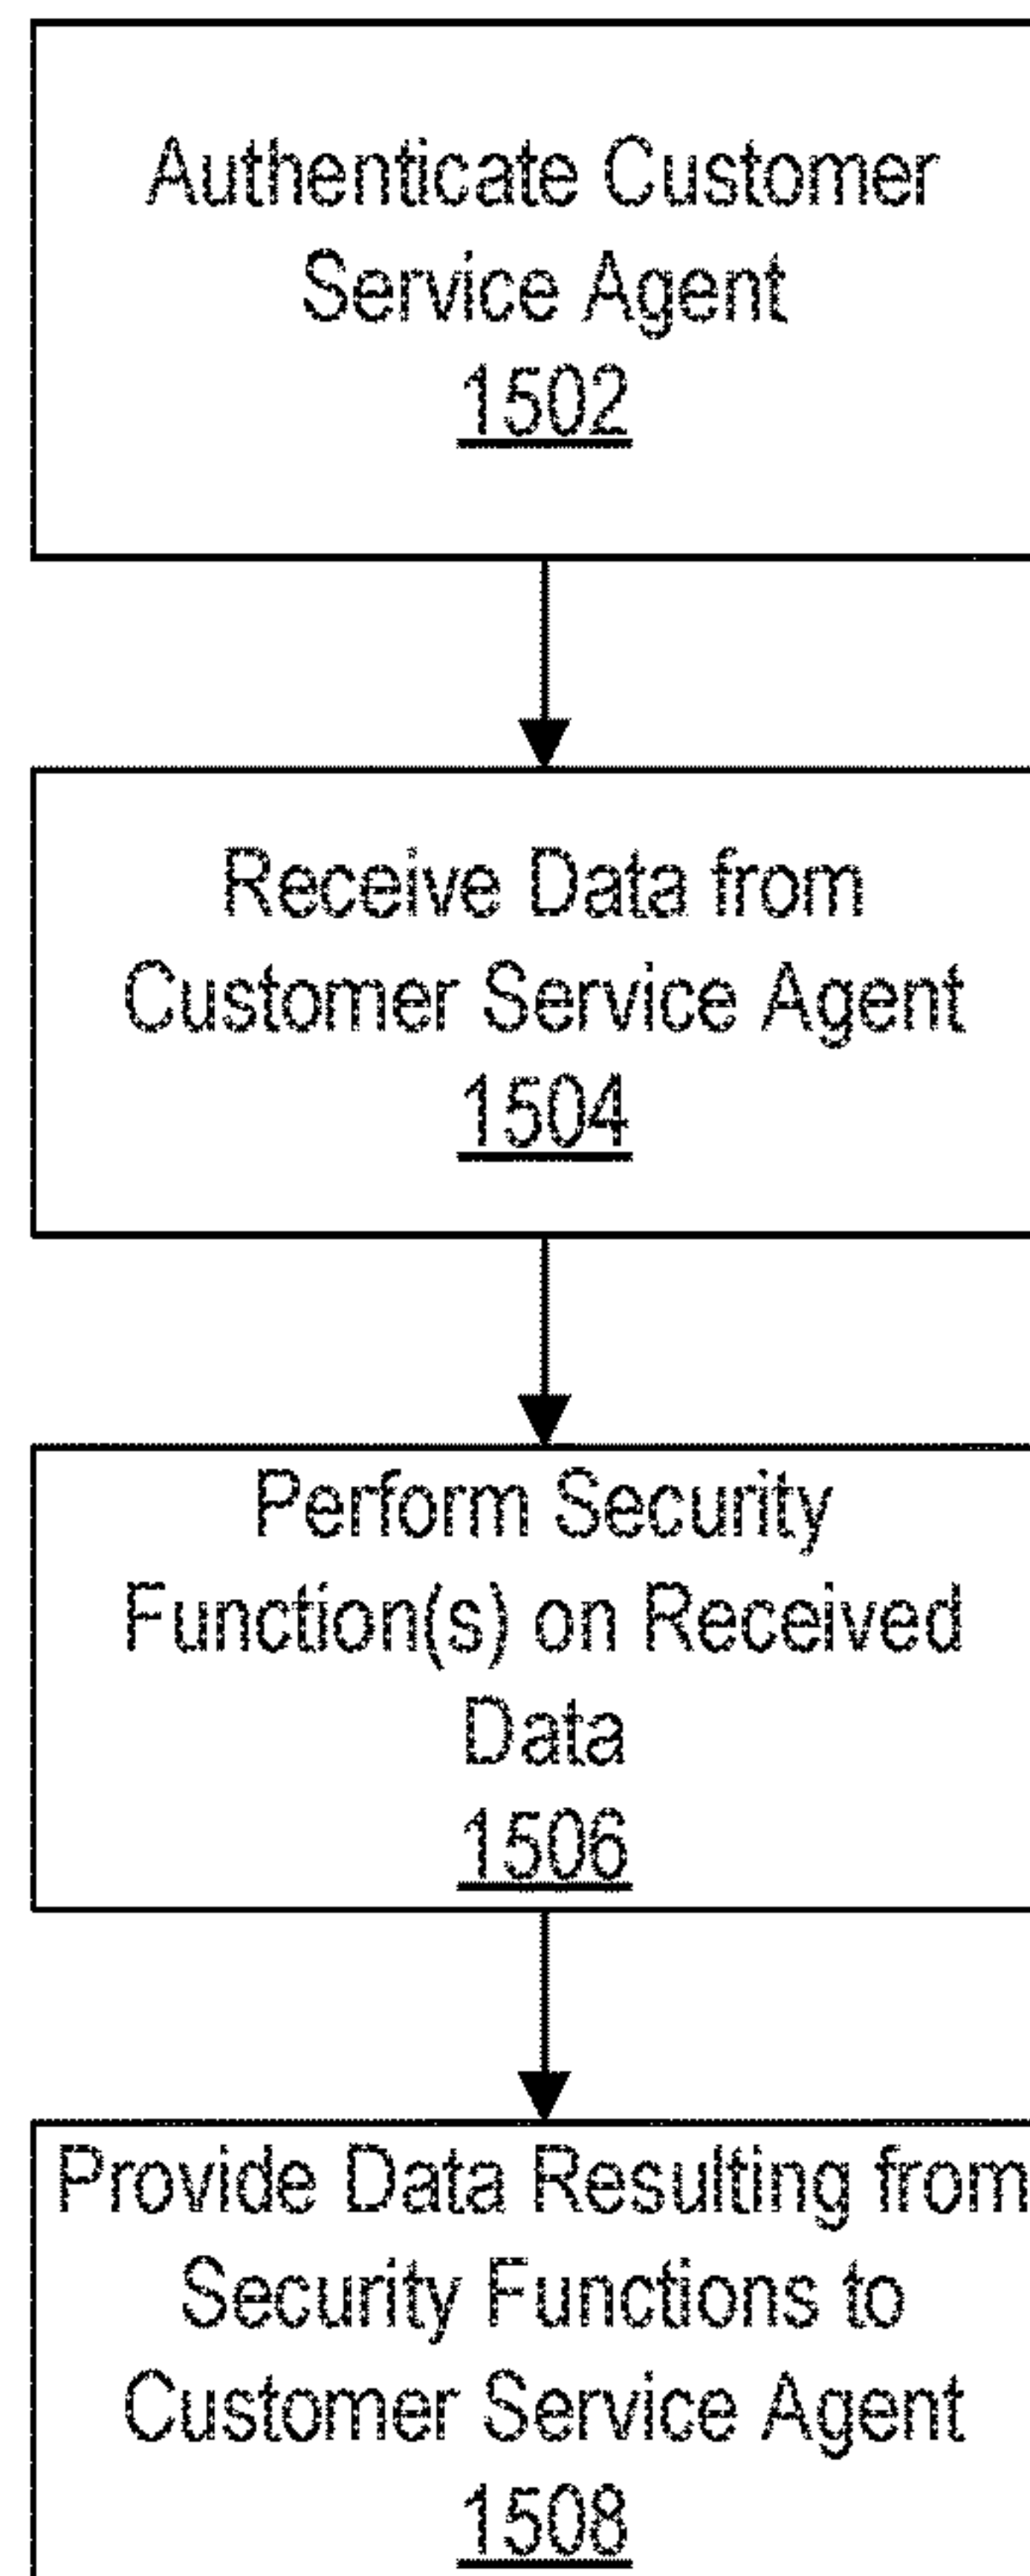 Authenticate Customer
Service Agent
1502
Receive Data from
Customer Service Agent
1504
Perform Security
Function(s) on Received
Data
1506
Provide Data Resulting from
Security Functions to
Customer Service Agent
1508